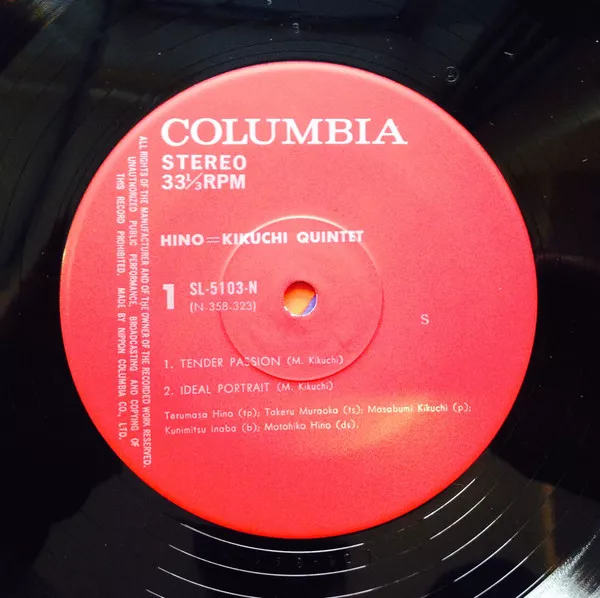 COLUMBIA
STEREO
33⅓RPM
HINO=KIKUCHI QUINTET
1
SL-5103-N
(N-358-323)
S
1. TENDER PASSION (M. Kikuchi)
2. IDEAL PORTRAIT (M. Kikuchi)
Terumasa Hino (tp); Takeru Muraoka (ts); Masabumi Kikuchi (p);
Kunimitsu Inaba (b); Motohiko Hino (ds).
ALL RIGHTS OF THE MANUFACTURER AND OF THE OWNER OF THE RECORDED WORK RESERVED.
UNAUTHORIZED PUBLIC PERFORMANCE, BROADCASTING AND COPYING OF
THIS RECORD PROHIBITED. MADE BY NIPPON COLUMBIA CO., LTD.